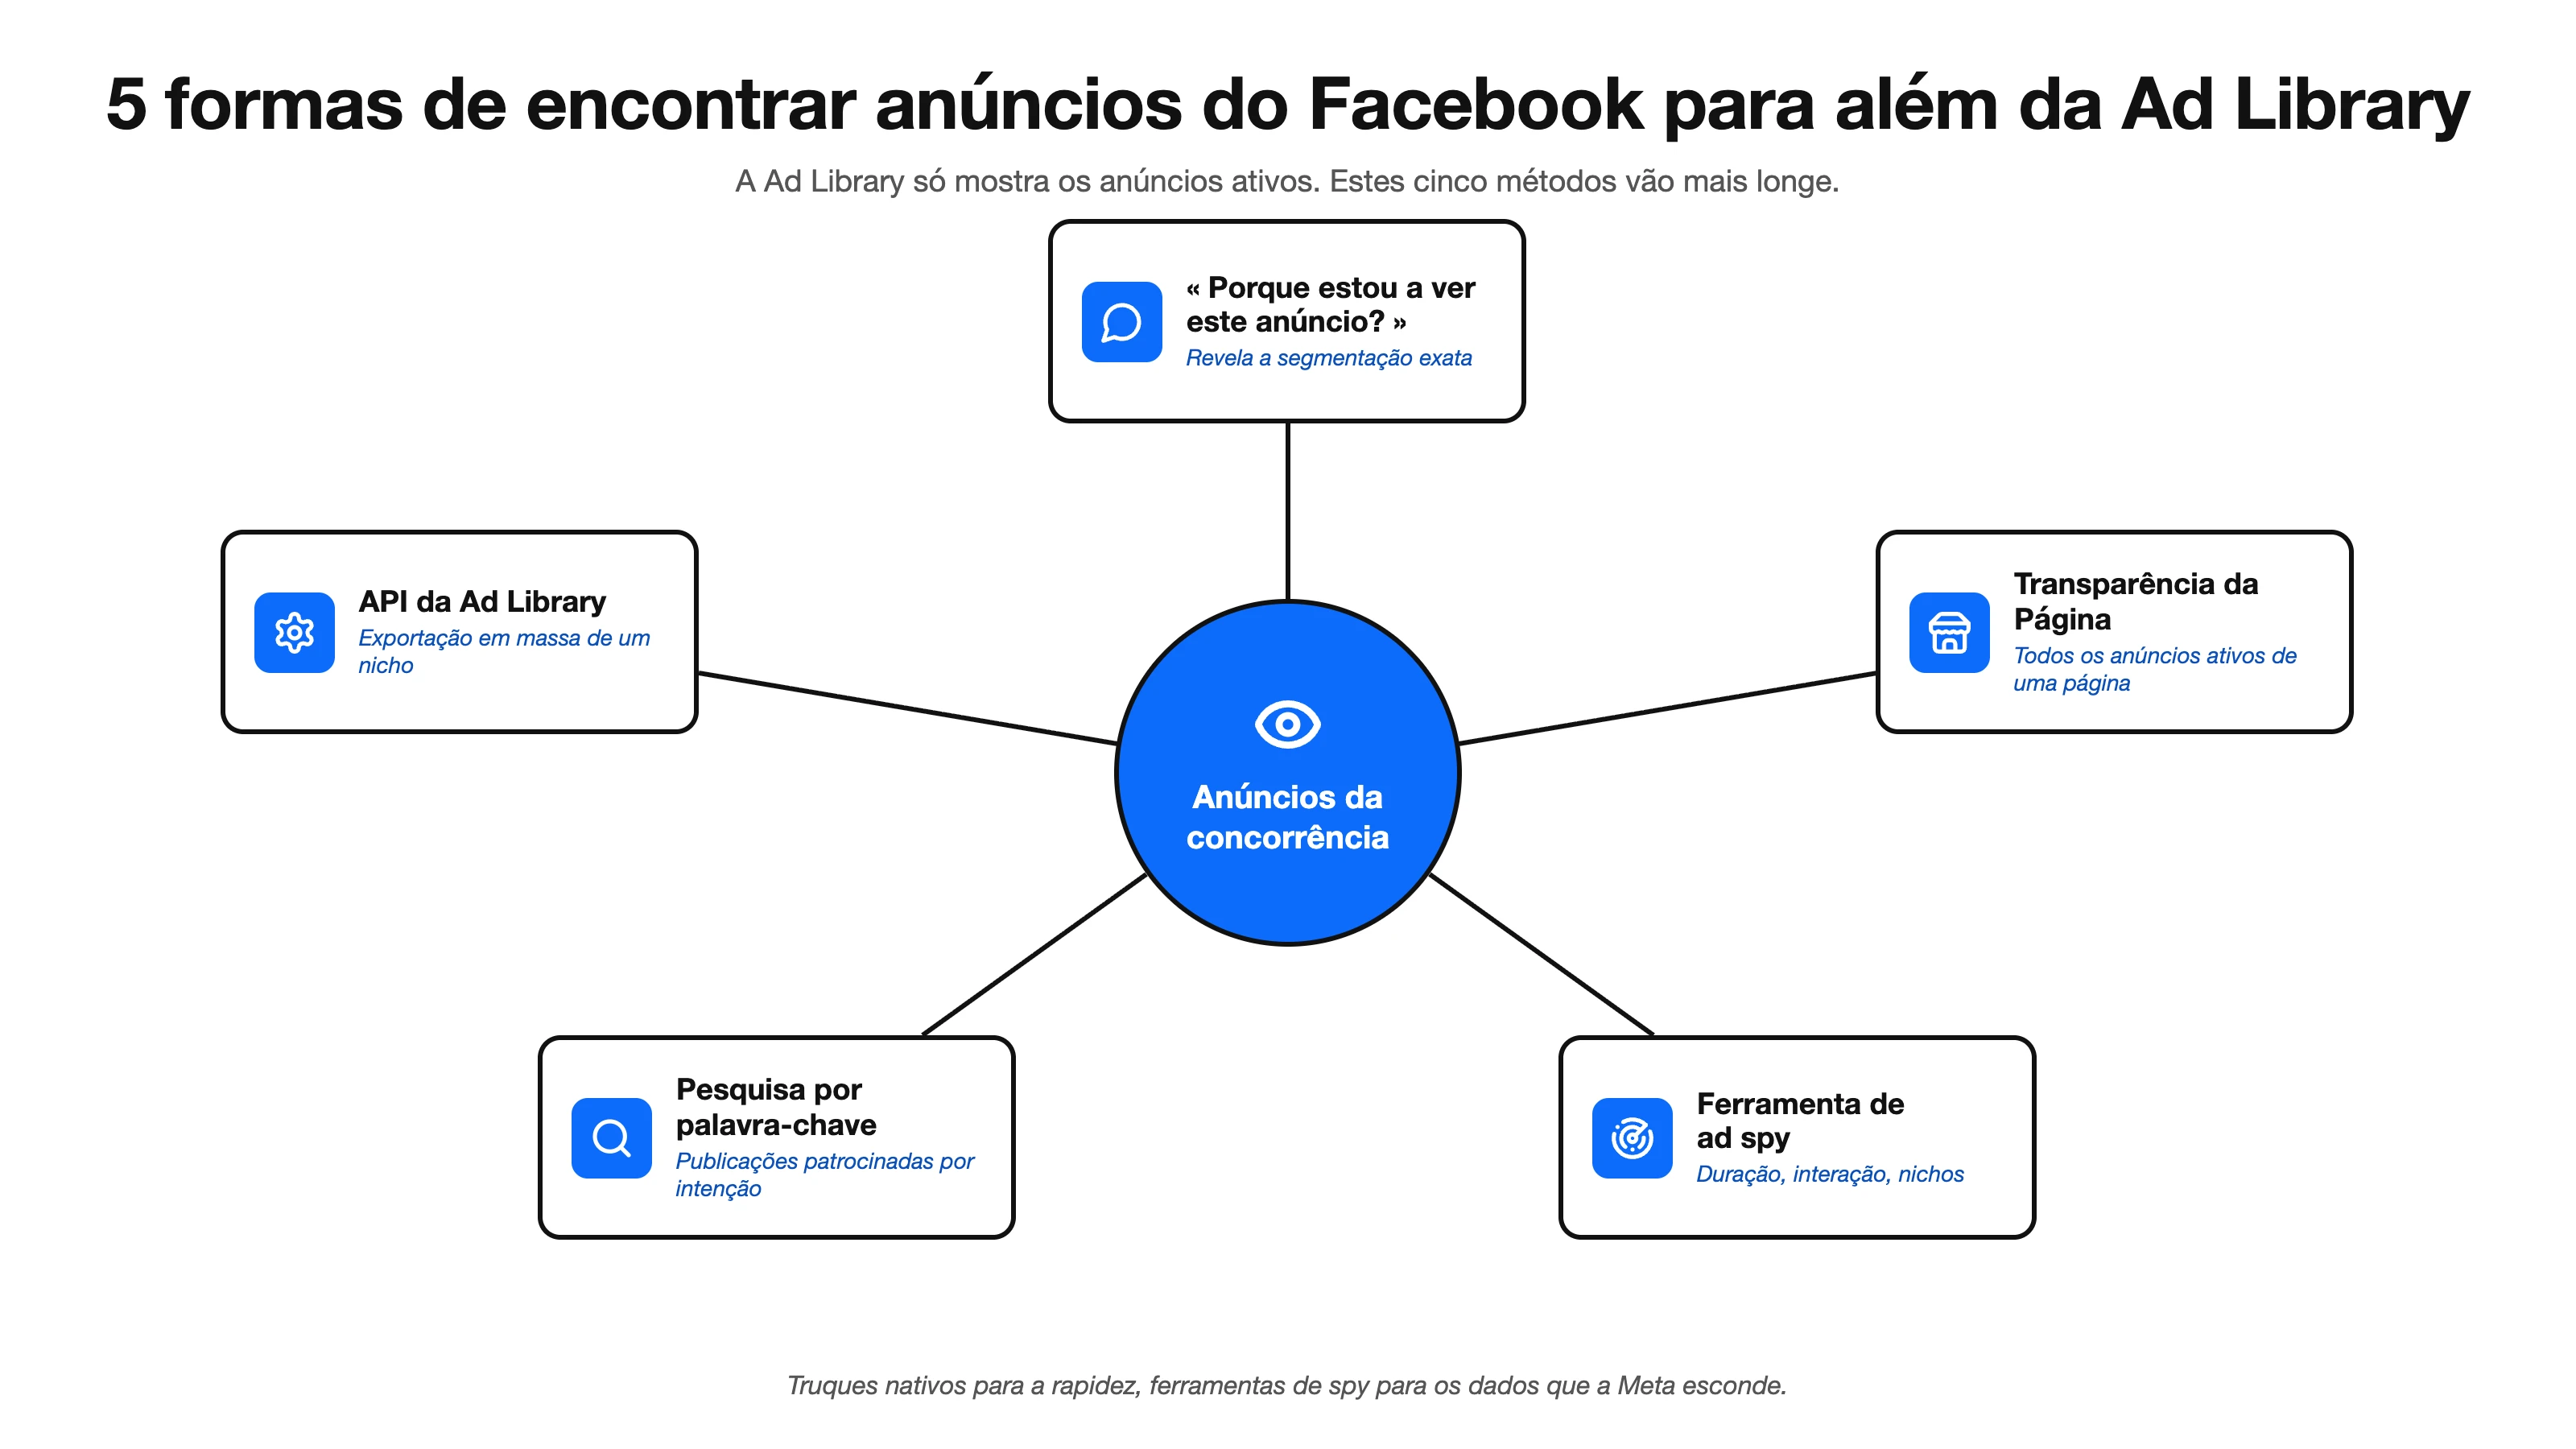 5 formas de encontrar anúncios do Facebook para além da Ad Library
A Ad Library só mostra os anúncios ativos. Estes cinco métodos vão mais longe.
« Porque estou a ver
este anúncio? »
Revela a segmentação exata
API da Ad Library
Exportação em massa de um
nicho
Transparência da
Página
Todos os anúncios ativos de
uma página
Anúncios da
concorrência
Pesquisa por
palavra-chave
Publicações patrocinadas por
intenção
Ferramenta de
ad spy
Duração, interação, nichos
Truques nativos para a rapidez, ferramentas de spy para os dados que a Meta esconde.